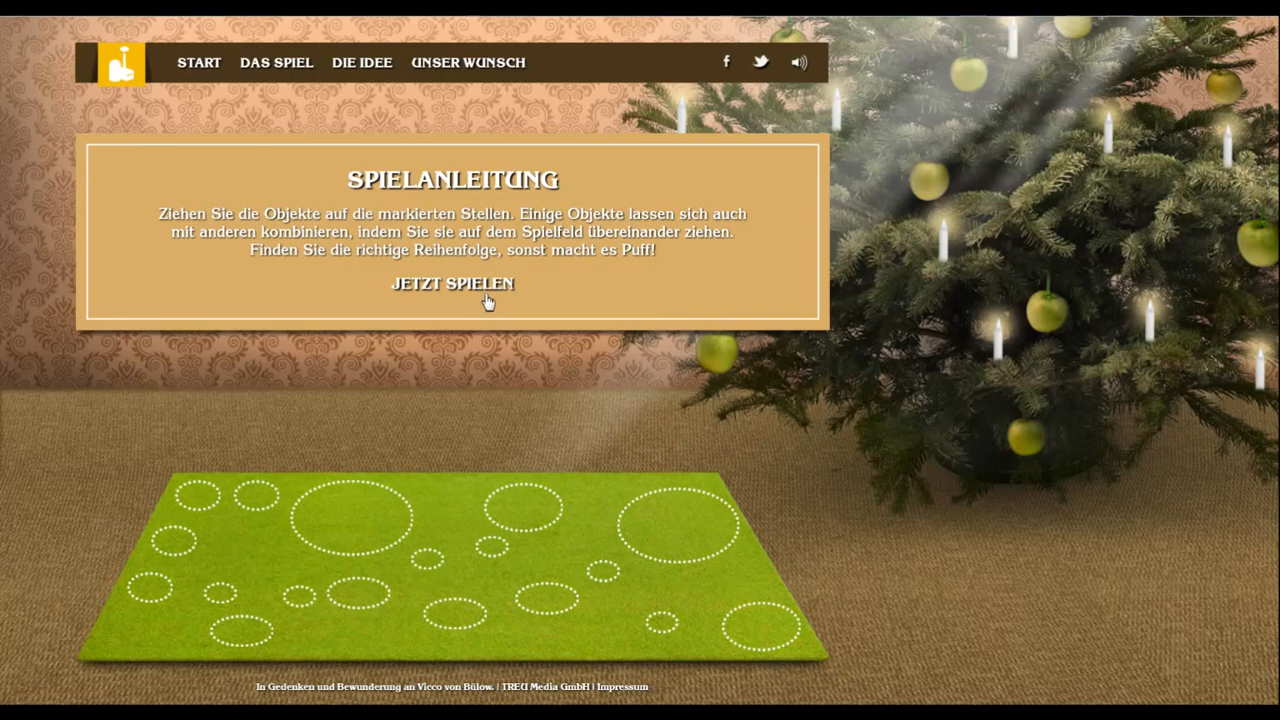 START DAS SPIEL DIE IDEE UNSER WUNSCH
SPIELANLEITUNG
Ziehen Sie die Objekte auf die markierten Stellen. Einige Objekte lassen sich auch
mit anderen kombinieren, indem Sie sie auf dem Spielfeld übereinander ziehen.
Finden Sie die richtige Reihenfolge, sonst macht es Puff!
JETZT SPIELEN
In Gedenken und Bewunderung an Vicco von Bülow. | TREU Media GmbH | Impressum